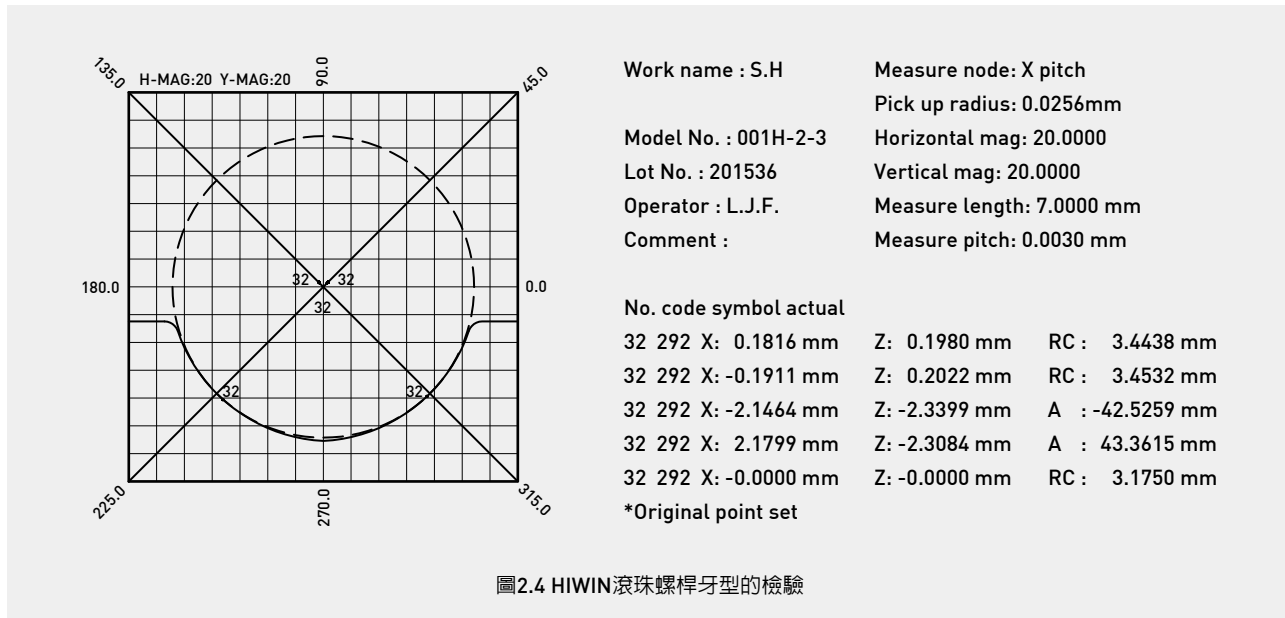 135.0
H-MAG:20 Y-MAG:20
90.0
45.0
180.0
32 32
32
0.0
32
32
225.0
270.0
315.0
Work name : S.H
Measure node: X pitch
Pick up radius: 0.0256mm
Model No. : 001H-2-3
Horizontal mag: 20.0000
Lot No. : 201536
Vertical mag: 20.0000
Operator : L.J.F.
Measure length: 7.0000 mm
Comment :
Measure pitch: 0.0030 mm
No. code symbol actual
32 292 X: 0.1816 mm Z: 0.1980 mm RC : 3.4438 mm
32 292 X: -0.1911 mm Z: 0.2022 mm RC : 3.4532 mm
32 292 X: -2.1464 mm Z: -2.3399 mm A : -42.5259 mm
32 292 X: 2.1799 mm Z: -2.3084 mm A : 43.3615 mm
32 292 X: -0.0000 mm Z: -0.0000 mm RC : 3.1750 mm
*Original point set
圖2.4 HIWIN滾珠螺桿牙型的檢驗